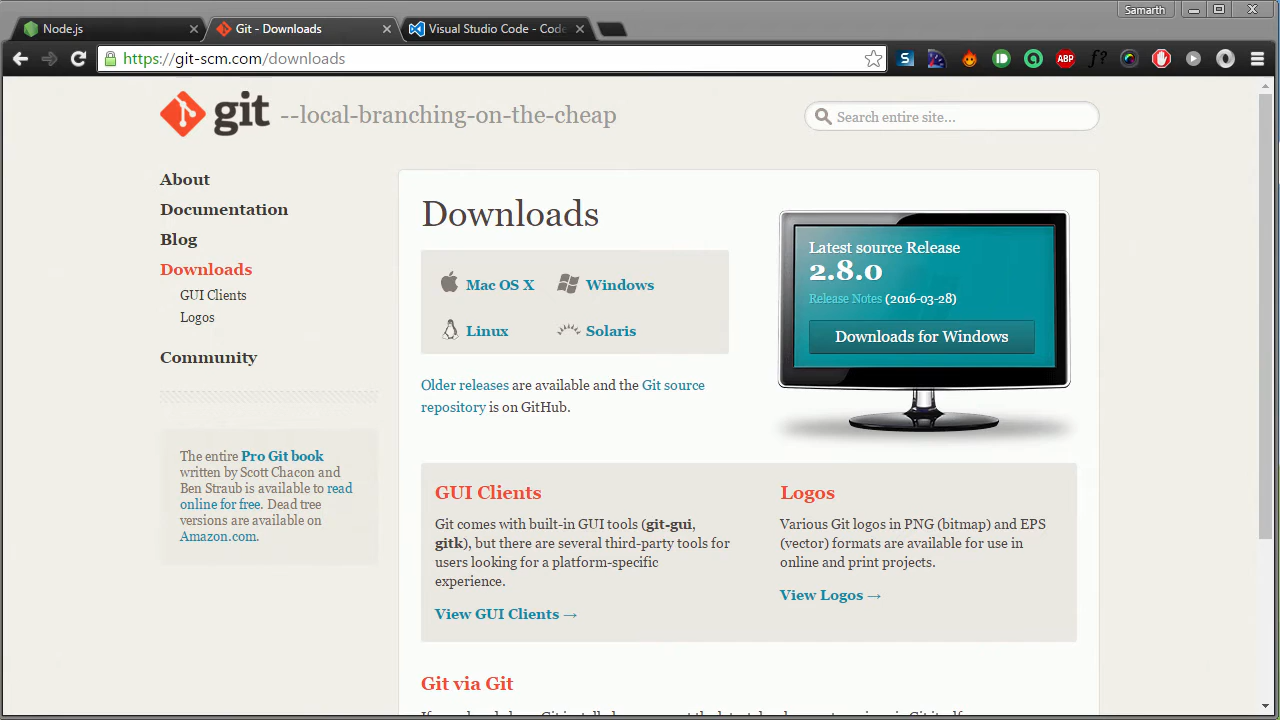 Samarth
Node.js
Git - Downloads
Visual Studio Code - Code
https://git-scm.com/downloads
git --local-branching-on-the-cheap
Search entire site...
About
Documentation
Blog
Downloads
GUI Clients
Logos
Community
The entire Pro Git book
written by Scott Chacon and
Ben Straub is available to read
online for free. Dead tree
versions are available on
Amazon.com.
Downloads
Mac OS X
Windows
Linux
Solaris
Older releases are available and the Git source
repository is on GitHub.
Latest source Release
2.8.0
Release Notes (2016-03-28)
Downloads for Windows
GUI Clients
Git comes with built-in GUI tools (git-gui,
gitk), but there are several third-party tools for
users looking for a platform-specific
experience.
View GUI Clients →
Logos
Various Git logos in PNG (bitmap) and EPS
(vector) formats are available for use in
online and print projects.
View Logos →
Git via Git